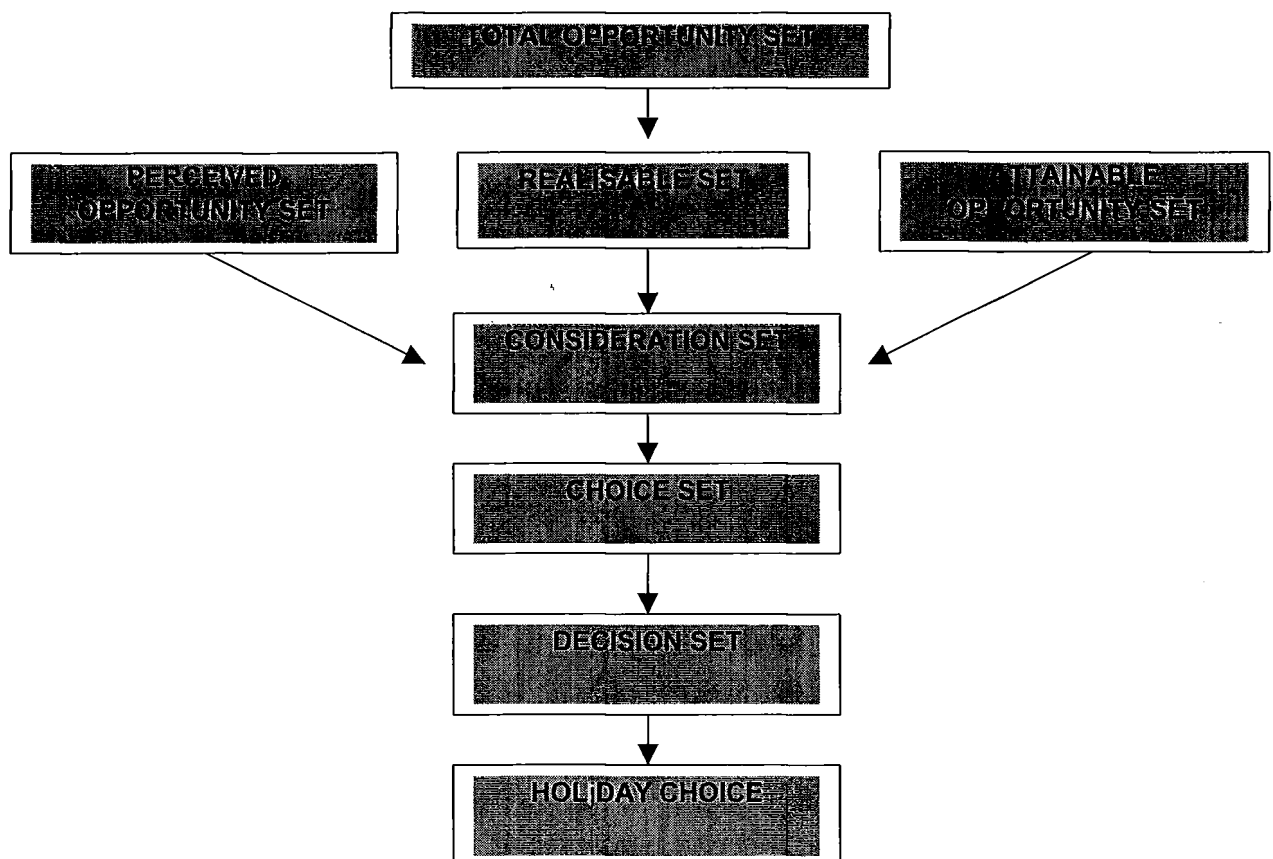 TOTAL OPPORTUNITY SET
PERCEIVED
OPPORTUNITY SET
REALISABLE SET
ATTAINABLE
OPPORTUNITY SET
CONSIDERATION SET
CHOICE SET
DECISION SET
HOLIDAY CHOICE